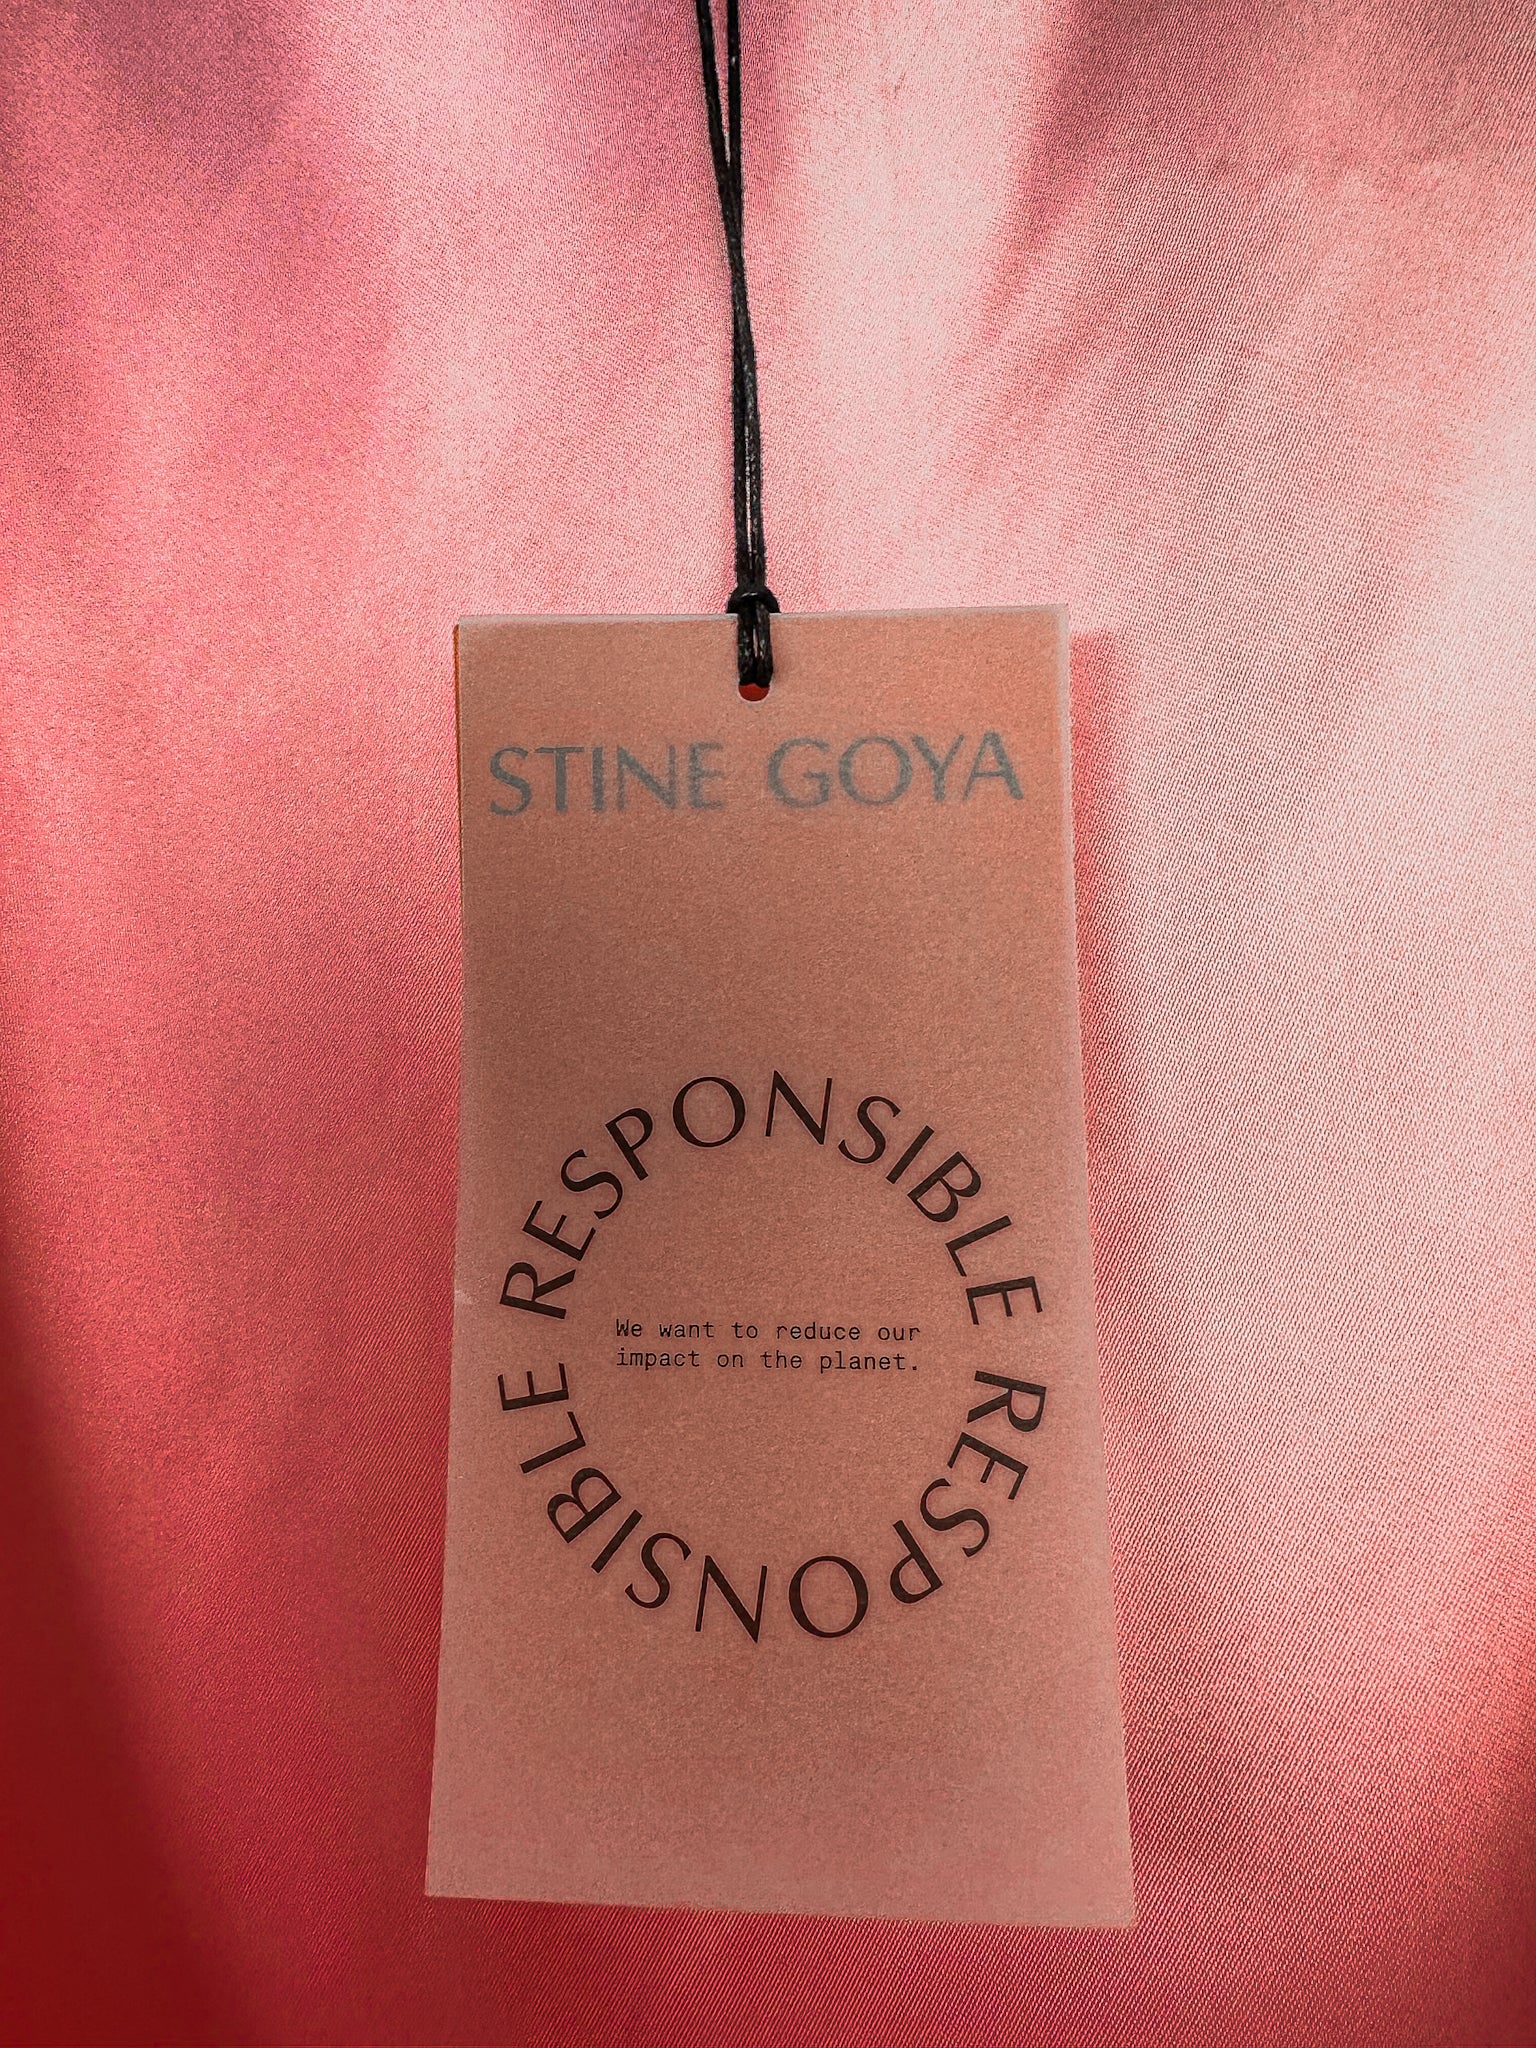 STINE GOYA
RESPONSIBLE RESPONSIBLE
We want to reduce our
impact on the planet.